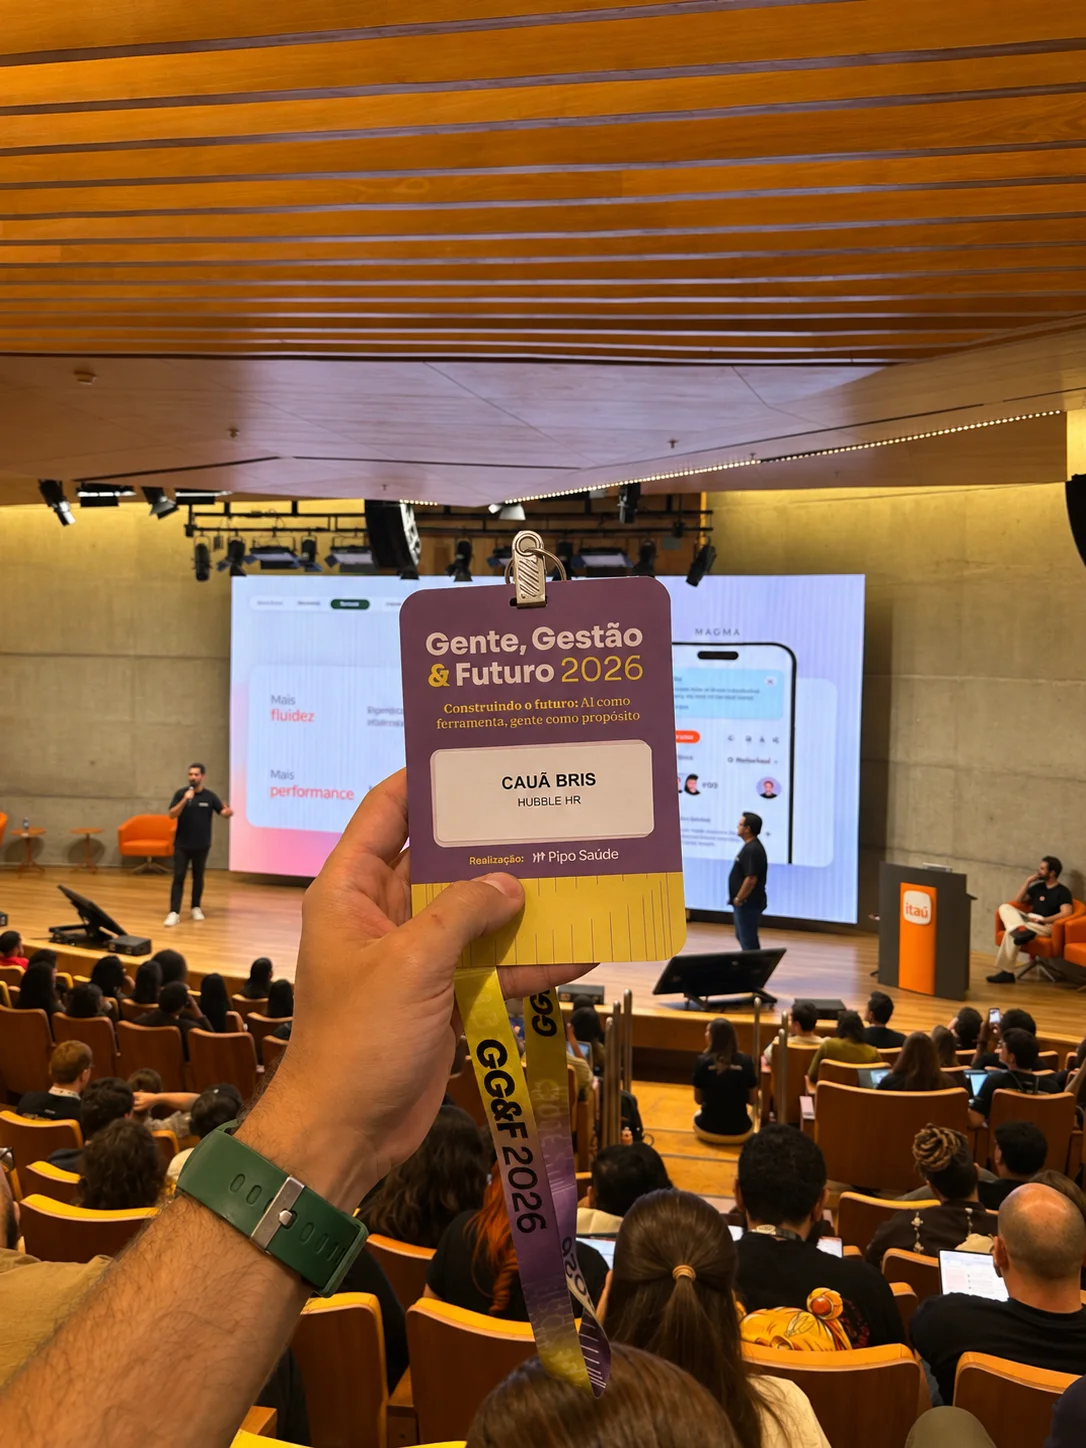 MAGMA
Mais
fluidez
Mais
performance
Gente, Gestão
& Futuro 2026
Construindo o futuro: AI como
ferramenta, gente como propósito
CAUÃ BRIS
HUBBLE HR
Realização: Pipo Saúde
itaú
GG
GG&F 2026